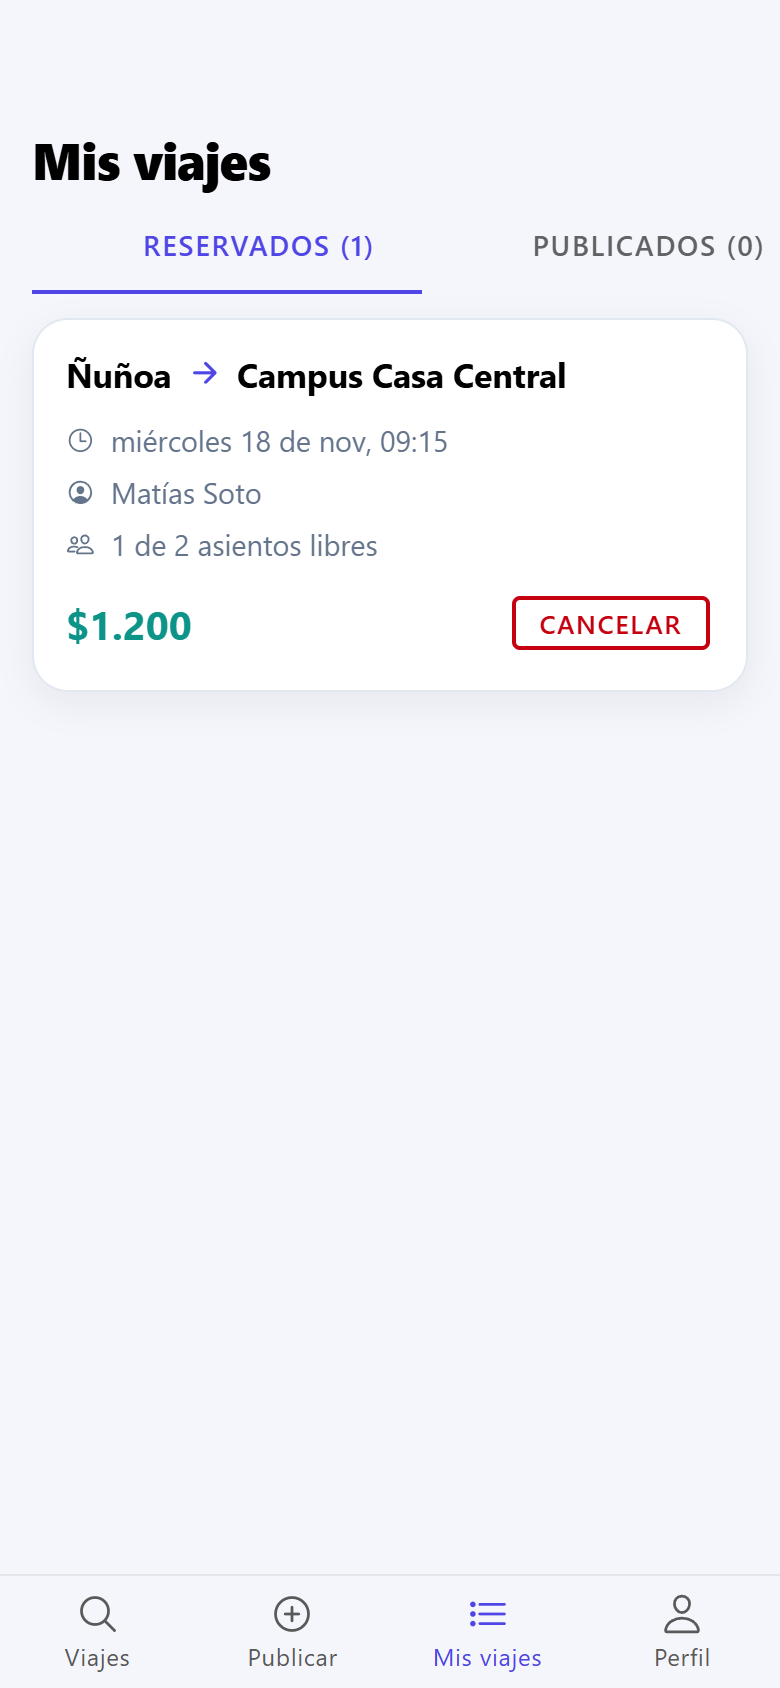 Mis viajes
RESERVADOS (1) PUBLICADOS (0)
Ñuñoa → Campus Casa Central
miércoles 18 de nov, 09:15
Matías Soto
1 de 2 asientos libres
$1.200 CANCELAR
Viajes Publicar Mis viajes Perfil